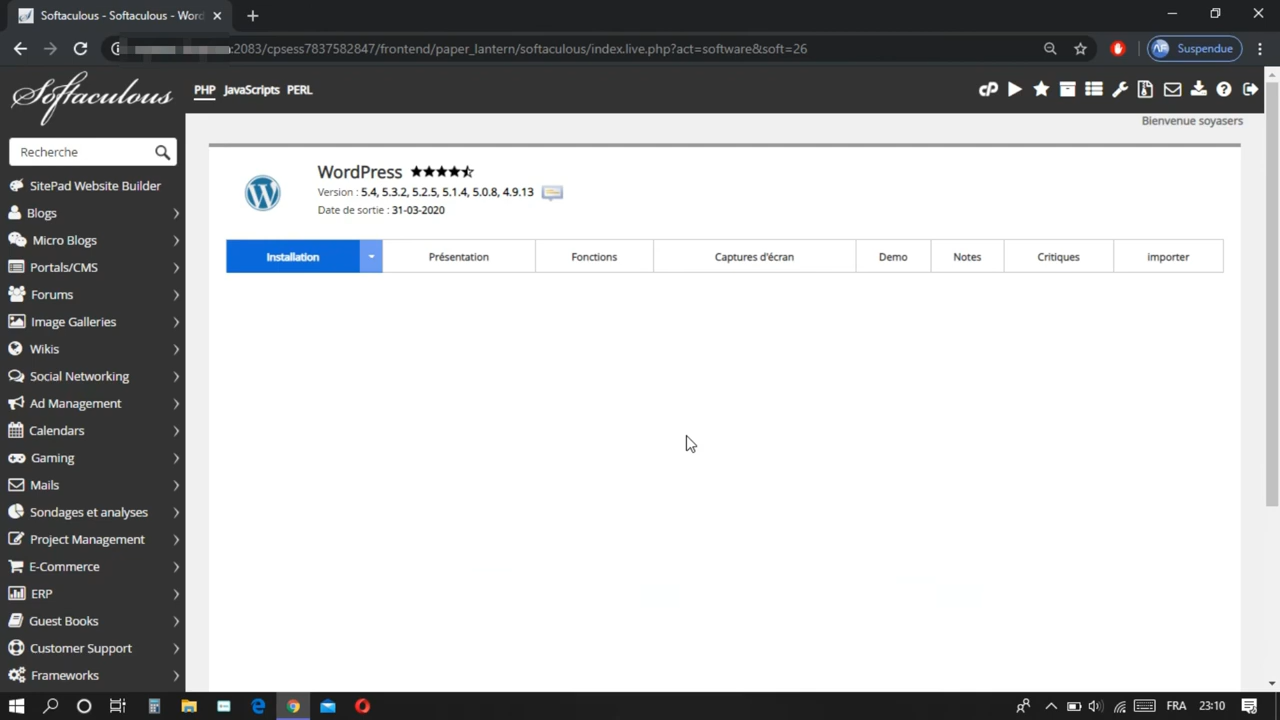 Softaculous - Softaculous - Word
:2083/cpsess7837582847/frontend/paper_lantern/softaculous/index.live.php?act=software&soft=26
AF
Suspendue
Softaculous
PHP
JavaScripts
PERL
cP
Bienvenue soyasers
Recherche
SitePad Website Builder
Blogs
Micro Blogs
Portals/CMS
Forums
Image Galleries
Wikis
Social Networking
Ad Management
Calendars
Gaming
Mails
Sondages et analyses
Project Management
E-Commerce
ERP
Guest Books
Customer Support
Frameworks
WordPress
Version : 5.4, 5.3.2, 5.2.5, 5.1.4, 5.0.8, 4.9.13
Date de sortie : 31-03-2020
Installation
Présentation
Fonctions
Captures d'écran
Demo
Notes
Critiques
importer
FRA
23:10